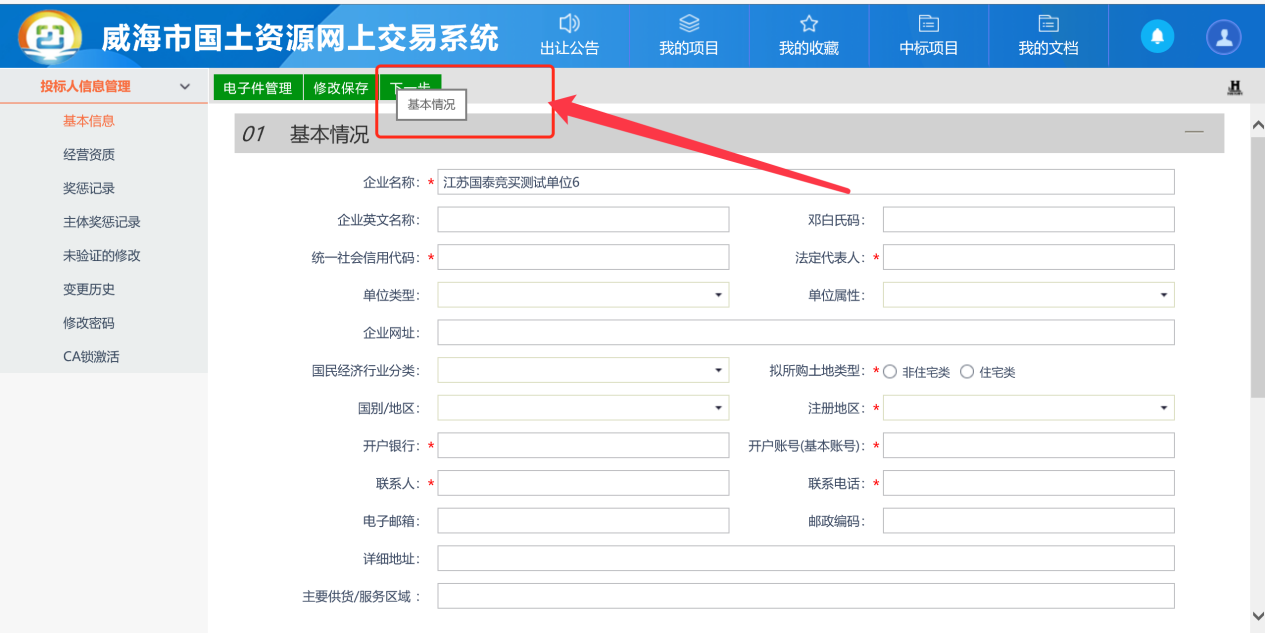 威海市国土资源网上交易系统
出让公告
我的项目
我的收藏
中标项目
我的文档
投标人信息管理
基本信息
经营资质
奖惩记录
主体奖惩记录
未验证的修改
变更历史
修改密码
CA锁激活
电子件管理
修改保存
下一步
基本情况
01 基本情况
企业名称: * 江苏国泰竞买测试单位6
企业英文名称:
邓白氏码:
统一社会信用代码: *
法定代表人: *
单位类型:
单位属性:
企业网址:
国民经济行业分类:
拟所购土地类型: * 非住宅类 住宅类
国别/地区:
注册地区: *
开户银行: *
开户账号(基本账号): *
联系人: *
联系电话: *
电子邮箱:
邮政编码:
详细地址:
主要供货/服务区域 :